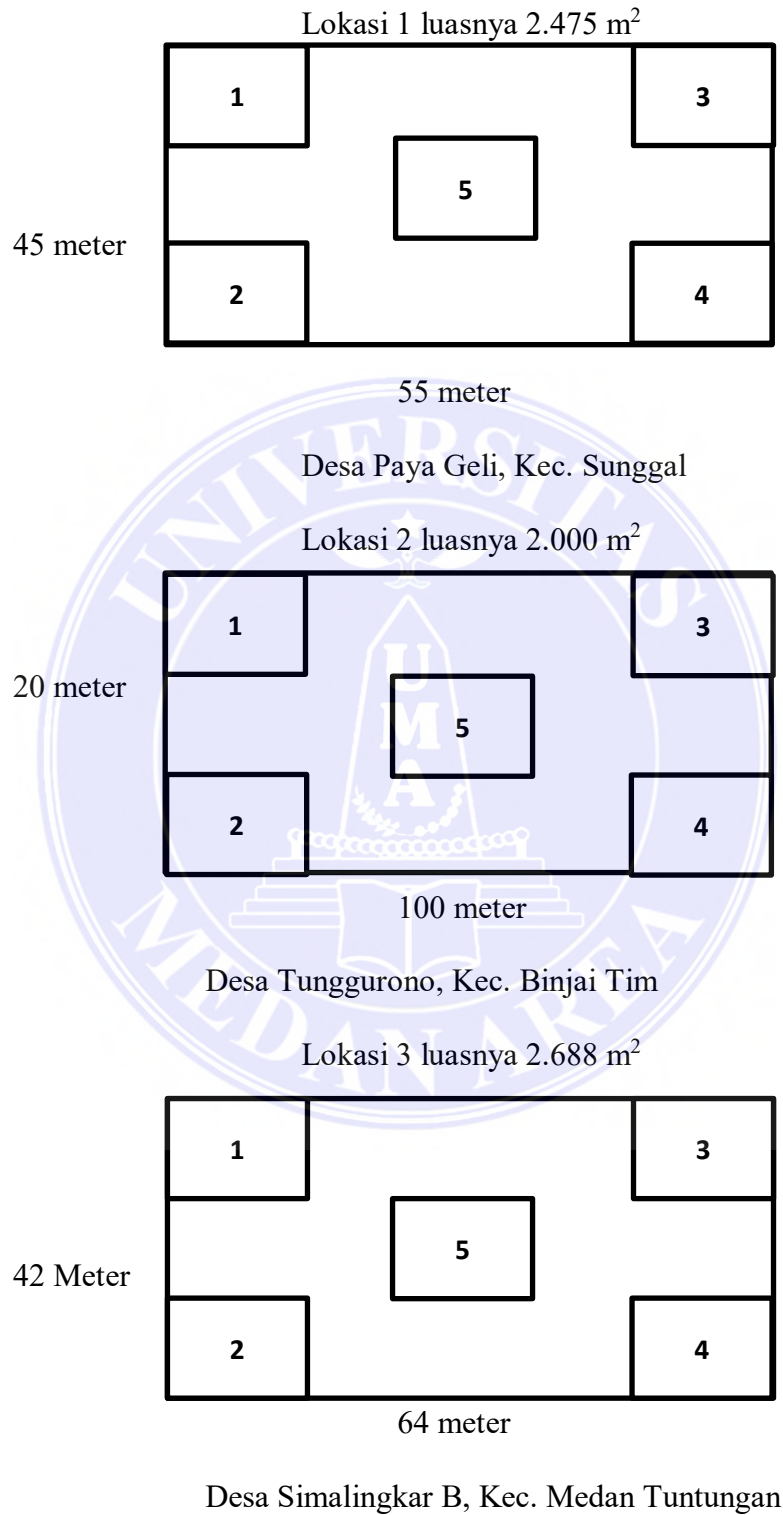 Lokasi 1 luasnya 2.475 m²
1
3
5
45 meter
2
4
55 meter
Desa Paya Geli, Kec. Sunggal
Lokasi 2 luasnya 2.000 m²
1
3
20 meter
5
2
4
100 meter
Desa Tunggurono, Kec. Binjai Tim
Lokasi 3 luasnya 2.688 m²
1
3
5
42 Meter
2
4
64 meter
Desa Simalingkar B, Kec. Medan Tuntungan
UNIVERSITAS
MEDAN AREA
U
M
A